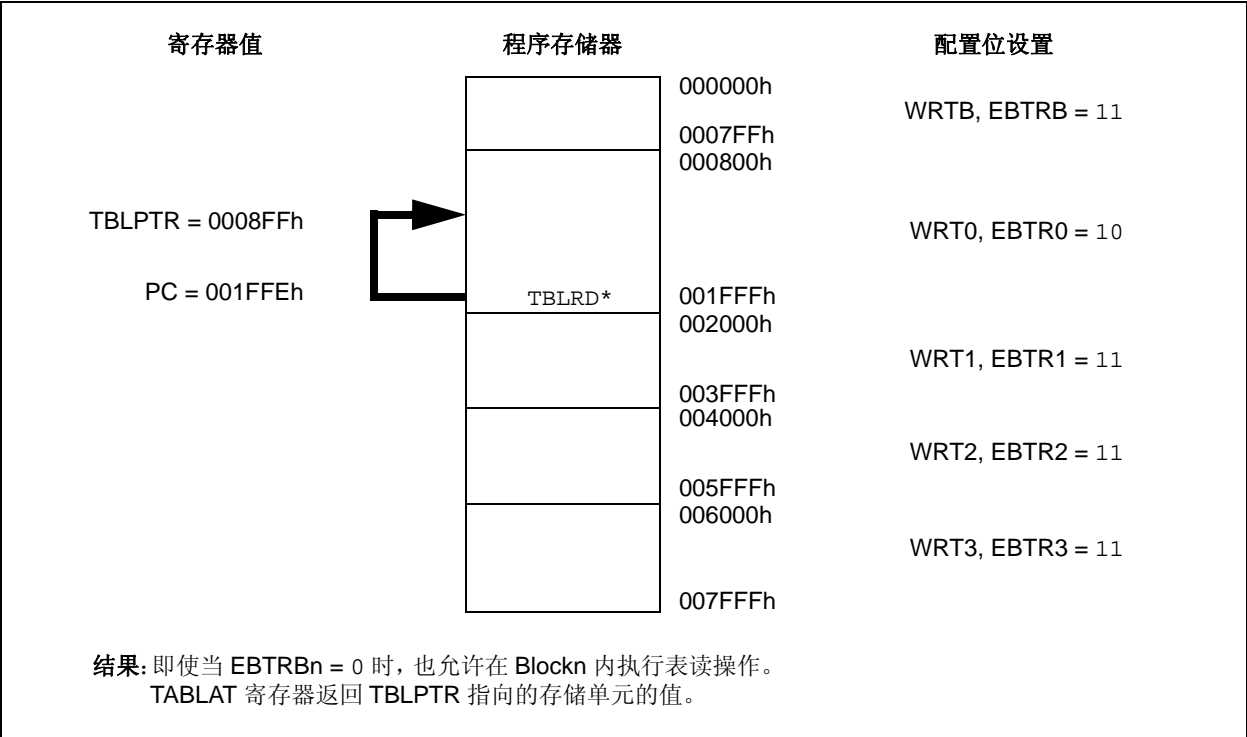 寄存器值 程序存储器 配置位设置
000000h
WRTB, EBTRB = 11
0007FFh
000800h
TBLPTR = 0008FFh
WRT0, EBTR0 = 10
PC = 001FFEh TBLRD* 001FFFh
002000h
WRT1, EBTR1 = 11
003FFFh
004000h
WRT2, EBTR2 = 11
005FFFh
006000h
WRT3, EBTR3 = 11
007FFFh
结果: 即使当 EBTRBn = 0 时, 也允许在 Blockn 内执行表读操作。
TABLAT 寄存器返回 TBLPTR 指向的存储单元的值。